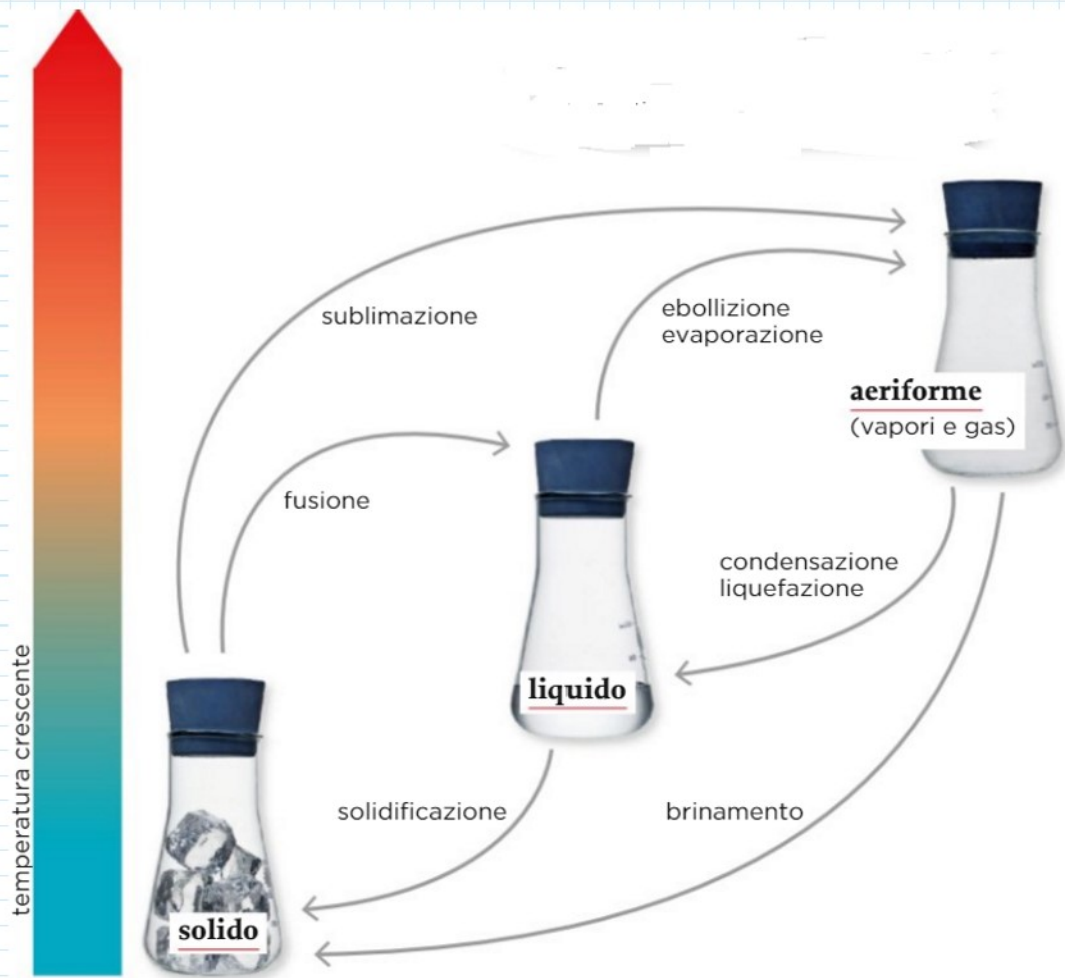 sublimazione
ebollizione
evaporazione
aeriforme
(vapori e gas)
fusione
condensazione
liquefazione
liquido
temperatura crescente
solidificazione
brinamento
solido